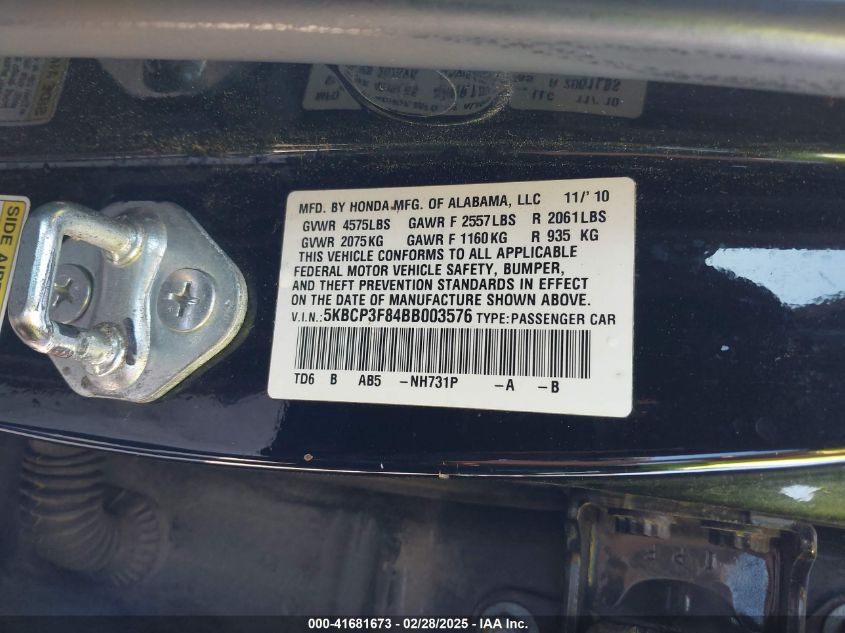 MFD. BY HONDA MFG. OF ALABAMA, LLC 11/' 10
GVWR 4575LBS GAWR F 2557LBS R 2061LBS
GVWR 2075KG GAWR F 1160KG R 935 KG
THIS VEHICLE CONFORMS TO ALL APPLICABLE
FEDERAL MOTOR VEHICLE SAFETY, BUMPER,
AND THEFT PREVENTION STANDARDS IN EFFECT
ON THE DATE OF MANUFACTURE SHOWN ABOVE.
V.I.N.: 5KBCP3F84BB003576 TYPE: PASSENGER CAR
TD6 B AB5 -NH731P -A -B
SIDE
000-41681673 - 02/28/2025 - IAA Inc.